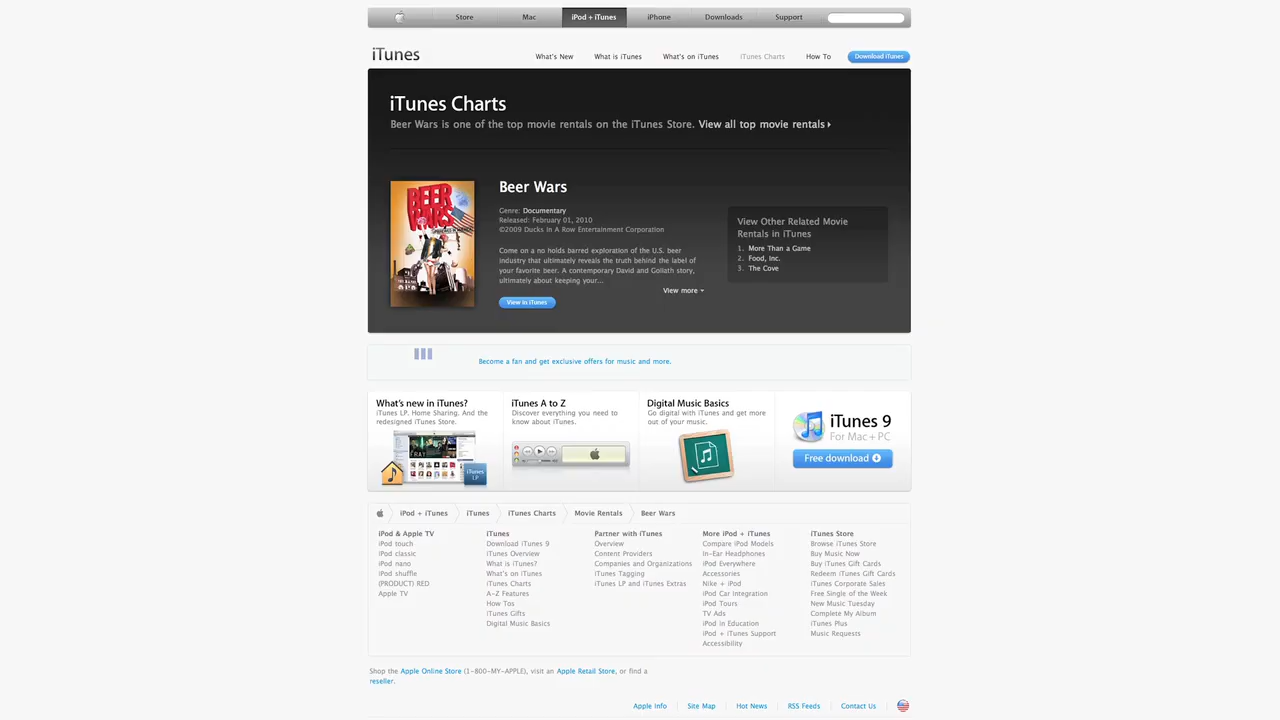 Store Mac iPod + iTunes iPhone Downloads Support
iTunes What's New What is iTunes What's on iTunes iTunes Charts How To Download iTunes
iTunes Charts
Beer Wars is one of the top movie rentals on the iTunes Store. View all top movie rentals
BEER WARS
Beer Wars
Genre: Documentary
Released: February 01, 2010
©2009 Ducks In A Row Entertainment Corporation
Come on a no holds barred exploration of the U.S. beer
industry that ultimately reveals the truth behind the label of
your favorite beer. A contemporary David and Goliath story,
ultimately about keeping your...
View more
View in iTunes
View Other Related Movie
Rentals in iTunes
1. More Than a Game
2. Food, Inc.
3. The Cove
Become a fan and get exclusive offers for music and more.
What's new in iTunes?
iTunes LP. Home Sharing. And the
redesigned iTunes Store.
iTunes
LP
iTunes A to Z
Discover everything you need to
know about iTunes.
Digital Music Basics
Go digital with iTunes and get more
out of your music.
iTunes 9
For Mac + PC
Free download
iPod + iTunes iTunes iTunes Charts Movie Rentals Beer Wars
iPod & Apple TV
iPod touch
iPod classic
iPod nano
iPod shuffle
(PRODUCT) RED
Apple TV
iTunes
Download iTunes 9
iTunes Overview
What is iTunes?
What's on iTunes
iTunes Charts
A-Z Features
How Tos
iTunes Gifts
Digital Music Basics
Partner with iTunes
Overview
Content Providers
Companies and Organizations
iTunes Tagging
iTunes LP and iTunes Extras
More iPod + iTunes
Compare iPod Models
In-Ear Headphones
iPod Everywhere
Accessories
Nike + iPod
iPod Car Integration
iPod Tours
TV Ads
iPod in Education
iPod + iTunes Support
Accessibility
iTunes Store
Browse iTunes Store
Buy Music Now
Buy iTunes Gift Cards
Redeem iTunes Gift Cards
iTunes Corporate Sales
Free Single of the Week
New Music Tuesday
Complete My Album
iTunes Plus
Music Requests
Shop the Apple Online Store (1-800-MY-APPLE), visit an Apple Retail Store, or find a
reseller.
Apple Info Site Map Hot News RSS Feeds Contact Us